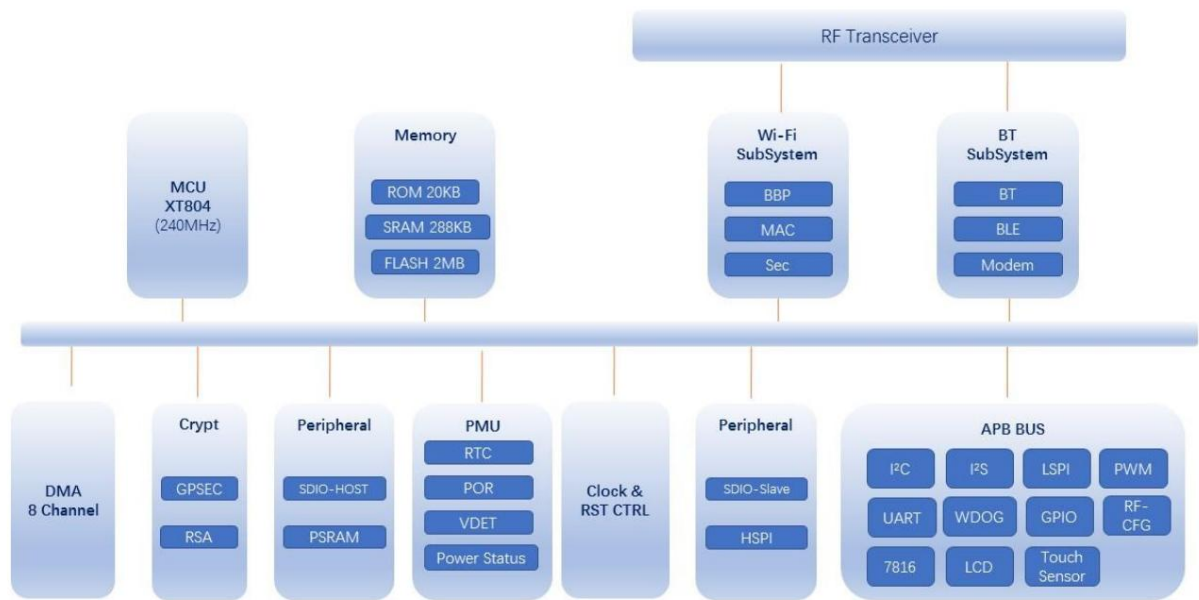 RF Transceiver
MCU
XT804
(240MHz)
Memory
ROM 20KB
SRAM 288KB
FLASH 2MB
Wi-Fi
SubSystem
BBP
MAC
Sec
BT
SubSystem
BT
BLE
Modem
DMA
8 Channel
Crypt
GPSEC
RSA
Peripheral
SDIO-HOST
PSRAM
PMU
RTC
POR
VDET
Power Status
Clock &
RST CTRL
Peripheral
SDIO-Slave
HSPI
APB BUS
I²C
I²S
LSPI
PWM
UART
WDOG
GPIO
RF-
CFG
7816
LCD
Touch
Sensor